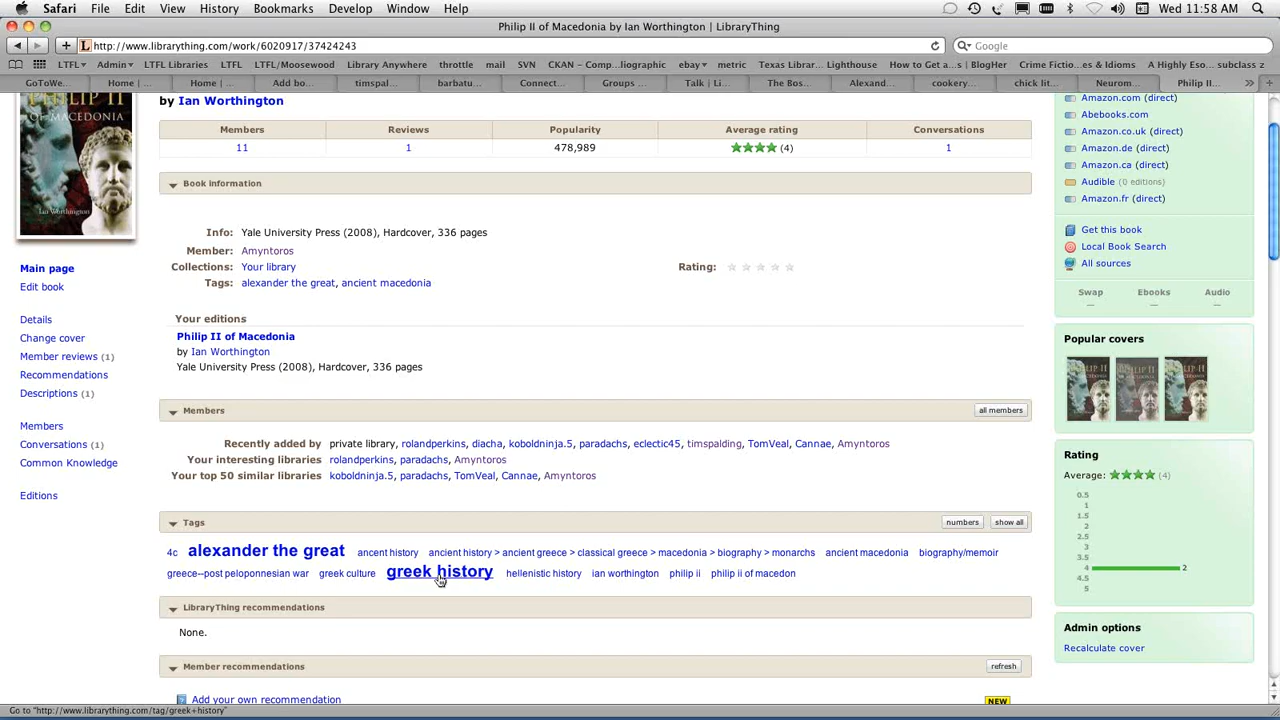 Safari File Edit View History Bookmarks Develop Window Help Wed 11:58 AM
Philip II of Macedonia by Ian Worthington | LibraryThing
http://www.librarything.com/work/6020917/37424243 Google
LTFL Admin LTFL Libraries LTFL LTFL/Moosewood Library Anywhere throttle mail SVN CKAN - Comp...liographic ebay metric Texas Librar... Lighthouse How to Get a...s | BlogHer Crime Fictio...es & Idioms A Highly Eso... subclass z
GoToWe... Home | ... Home | ... Add bo... timspal... barbatu... Connect... Groups ... Talk | Li... The Bos... Alexand... cookery... chick lit... Neurom... Philip II... »
PHILIP II
OF MACEDONIA
Ian Worthington
by Ian Worthington
Members Reviews Popularity Average rating Conversations
11 1 478,989 (4) 1
Book information
Info: Yale University Press (2008), Hardcover, 336 pages
Member: Amyntoros
Collections: Your library Rating:
Tags: alexander the great, ancient macedonia
Your editions
Philip II of Macedonia
by Ian Worthington
Yale University Press (2008), Hardcover, 336 pages
Members all members
Recently added by private library, rolandperkins, diacha, koboldninja.5, paradachs, eclectic45, timspalding, TomVeal, Cannae, Amyntoros
Your interesting libraries rolandperkins, paradachs, Amyntoros
Your top 50 similar libraries koboldninja.5, paradachs, TomVeal, Cannae, Amyntoros
Tags numbers show all
4c alexander the great ancent history ancient history > ancient greece > classical greece > macedonia > biography > monarchs ancient macedonia biography/memoir
greece--post peloponnesian war greek culture greek history hellenistic history ian worthington philip ii philip ii of macedon
LibraryThing recommendations
None.
Member recommendations refresh
Add your own recommendation NEW
Main page
Edit book
Details
Change cover
Member reviews (1)
Recommendations
Descriptions (1)
Members
Conversations (1)
Common Knowledge
Editions
Amazon.com (direct)
Abebooks.com
Amazon.co.uk (direct)
Amazon.de (direct)
Amazon.ca (direct)
Audible (0 editions)
Amazon.fr (direct)
Get this book
Local Book Search
All sources
Swap Ebooks Audio
— — —
Popular covers
Rating
Average: (4)
0.5
1
1.5
2
2.5
3
3.5
4 2
4.5
5
Admin options
Recalculate cover
Go to "http://www.librarything.com/tag/greek+history"